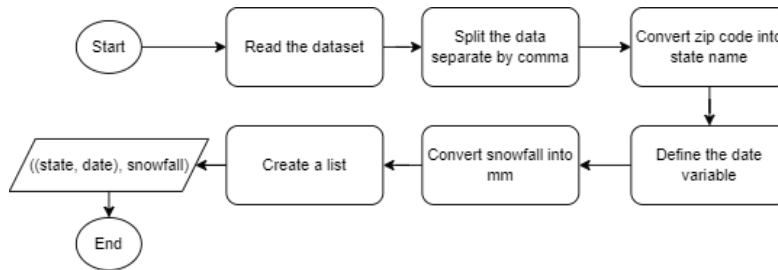 Start
Read the dataset
Split the data
separate by comma
Convert zip code into
state name
Define the date
variable
Convert snowfall into
mm
Create a list
((state, date), snowfall)
End